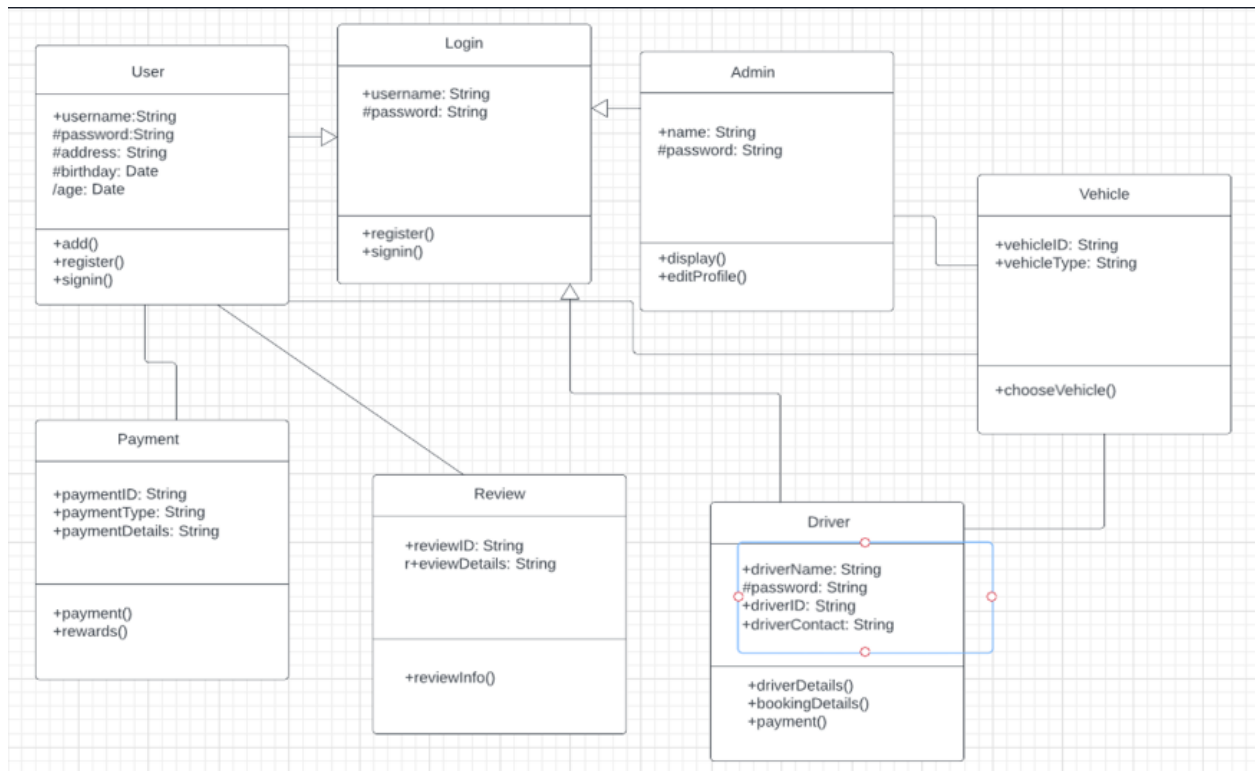 User
+username:String
#password:String
#address: String
#birthday: Date
/age: Date
+add()
+register()
+signin()
Login
+username: String
#password: String
+register()
+signin()
Admin
+name: String
#password: String
+display()
+editProfile()
Vehicle
+vehicleID: String
+vehicleType: String
+chooseVehicle()
Payment
+paymentID: String
+paymentType: String
+paymentDetails: String
+payment()
+rewards()
Review
+reviewID: String
r+eviewDetails: String
+reviewInfo()
Driver
+driverName: String
#password: String
+driverID: String
+driverContact: String
+driverDetails()
+bookingDetails()
+payment()